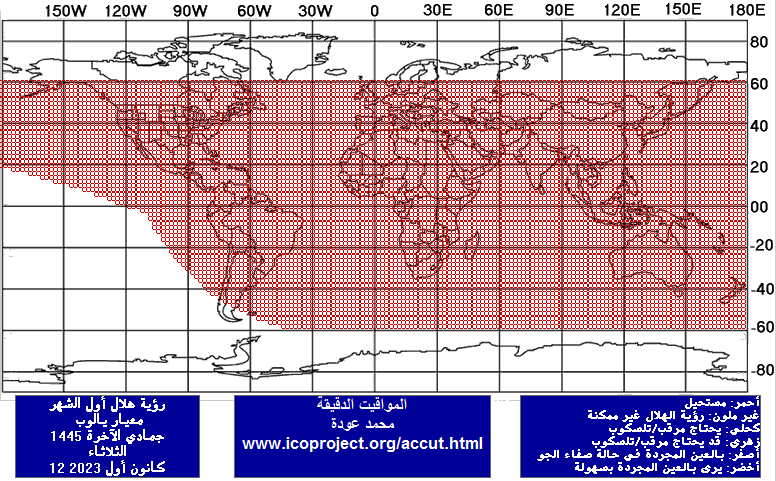 150W 120W 90W 60W 30W 0 30E 60E 90E 120E 150E 180E
80
60
40
20
00
-20
-40
-60
-80
رؤية هلال أول الشهر
معيار يالوب
جمادي الآخرة 1445
الثلاثاء
12 كانون أول 2023
المواقيت الدقيقة
محمد عودة
www.icoproject.org/accut.html
أحمر: مستحيل
غير ملون: رؤية الهلال غير ممكنة
كحلي: يحتاج مرقب/تلسكوب
زهري: قد يحتاج مرقب/تلسكوب
أصفر: بالعين المجردة في حالة صفاء الجو
أخضر: يرى بالعين المجردة بسهولة